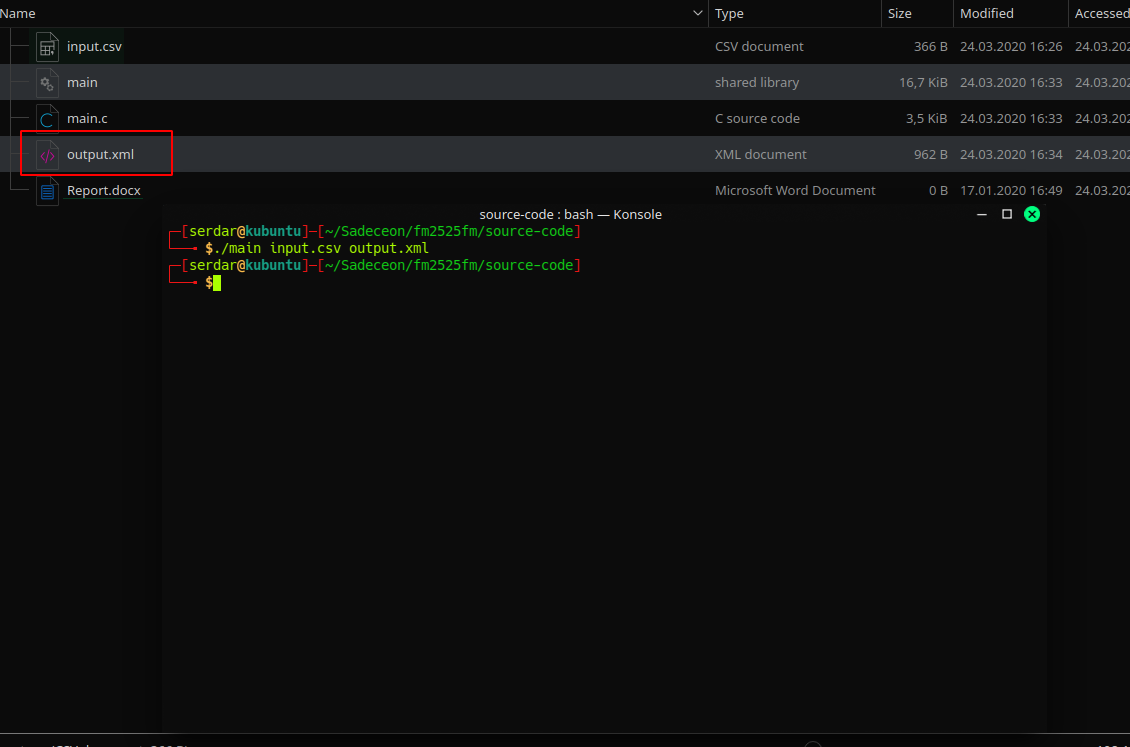 Name Type Size Modified Accessed
input.csv CSV document 366 B 24.03.2020 16:26 24.03.202
main shared library 16,7 KiB 24.03.2020 16:33 24.03.202
main.c C source code 3,5 KiB 24.03.2020 16:33 24.03.202
output.xml XML document 962 B 24.03.2020 16:34 24.03.202
Report.docx Microsoft Word Document 0 B 17.01.2020 16:49 24.03.202
source-code : bash — Konsole
[serdar@kubuntu]-[~/Sadeceon/fm2525fm/source-code]
$./main input.csv output.xml
[serdar@kubuntu]-[~/Sadeceon/fm2525fm/source-code]
$